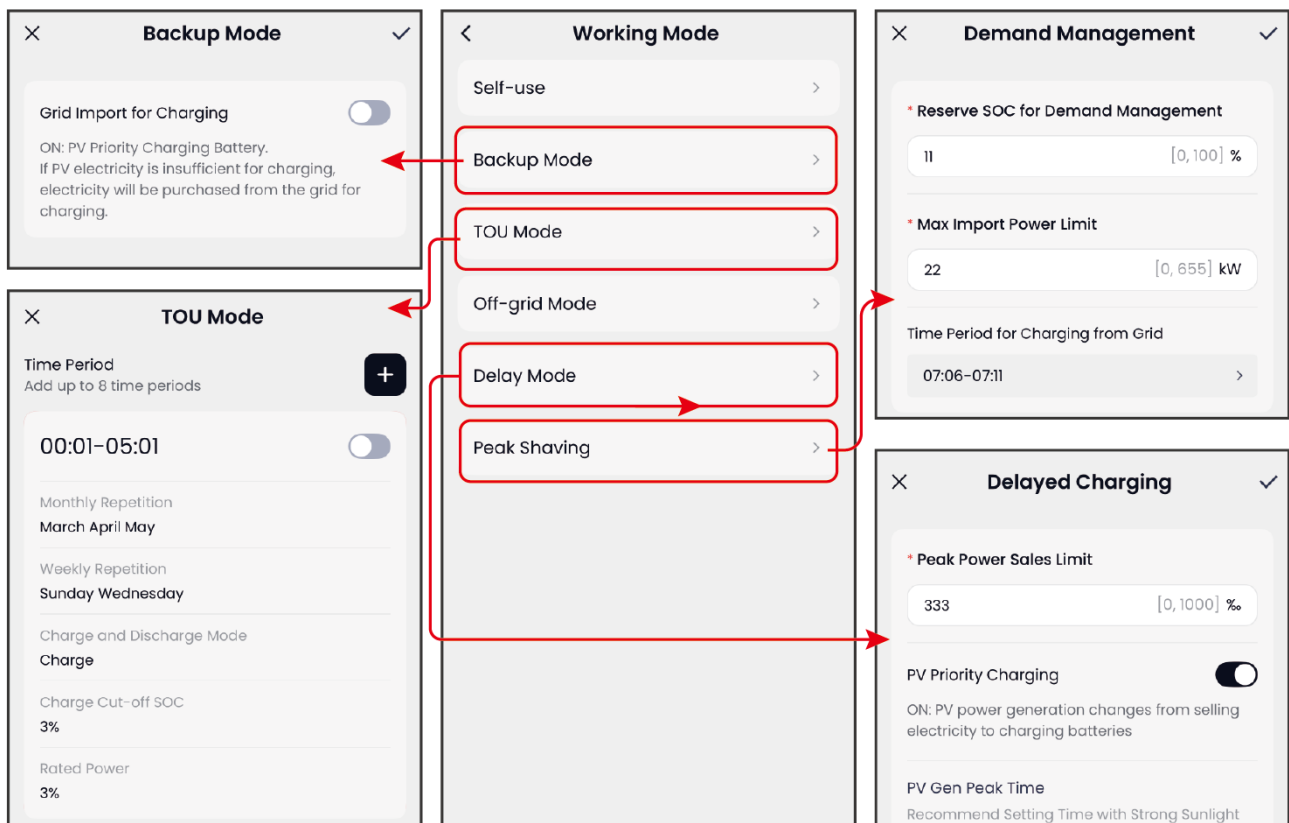 Backup Mode
Grid Import for Charging
ON: PV Priority Charging Battery.
If PV electricity is insufficient for charging,
electricity will be purchased from the grid for
charging.
TOU Mode
Time Period
Add up to 8 time periods
+
00:01-05:01
Monthly Repetition
March April May
Weekly Repetition
Sunday Wednesday
Charge and Discharge Mode
Charge
Charge Cut-off SOC
3%
Rated Power
3%
Working Mode
Self-use
Backup Mode
TOU Mode
Off-grid Mode
Delay Mode
Peak Shaving
Demand Management
* Reserve SOC for Demand Management
11 [0, 100] %
* Max Import Power Limit
22 [0, 655] kW
Time Period for Charging from Grid
07:06-07:11
Delayed Charging
* Peak Power Sales Limit
333 [0, 1000] ‰
PV Priority Charging
ON: PV power generation changes from selling
electricity to charging batteries
PV Gen Peak Time
Recommend Setting Time with Strong Sunlight